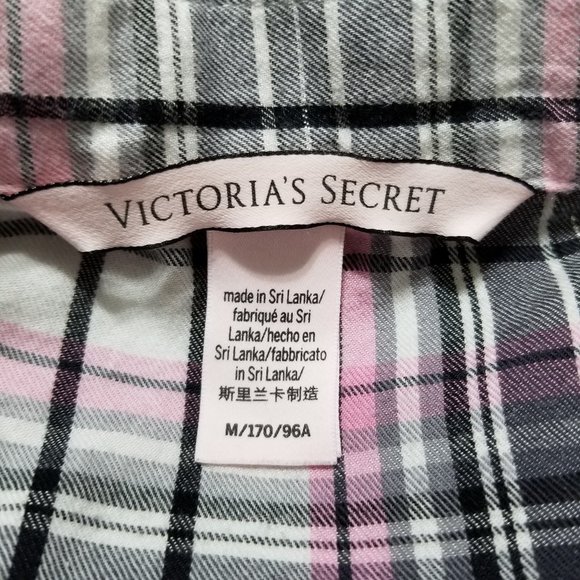 VICTORIA'S SECRET
made in Sri Lanka/
fabriqué au Sri
Lanka/hecho en
Sri Lanka/fabbricato
in Sri Lanka/
斯里兰卡制造
M/170/96A